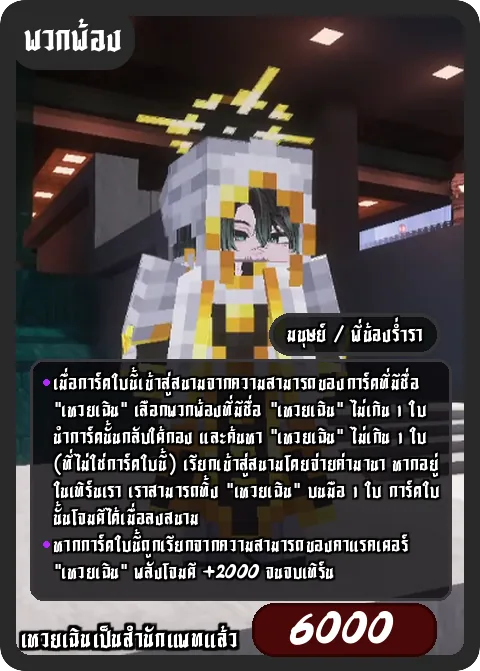 พวกพ้อง
มนุษย์ / พี่น้องร่ำรา
• เมื่อการ์ดใบนี้เข้าสู่สนามจากความสามารถของการ์ดที่มีชื่อ
"เหวยเฉิน" เลือกพวกพ้องที่มีชื่อ "เหวยเฉิน" ไม่เกิน 1 ใบ
นำการ์ดนั้นกลับใต้กอง และค้นหา "เหวยเฉิน" ไม่เกิน 1 ใบ
(ที่ไม่ใช่การ์ดใบนี้) เรียกเข้าสู่สนามโดยจ่ายค่ามานา หากอยู่
ในเทิร์นเรา เราสามารถทิ้ง "เหวยเฉิน" บนมือ 1 ใบ การ์ดใบ
นั้นโจมตีได้เมื่อลงสนาม
• หากการ์ดใบนี้ถูกเรียกจากความสามารถของคาแรคเตอร์
"เหวยเฉิน" พลังโจมตี +2000 จนจบเทิร์น
เหวยเฉินเป็นสำนักแพทแล้ว
6000